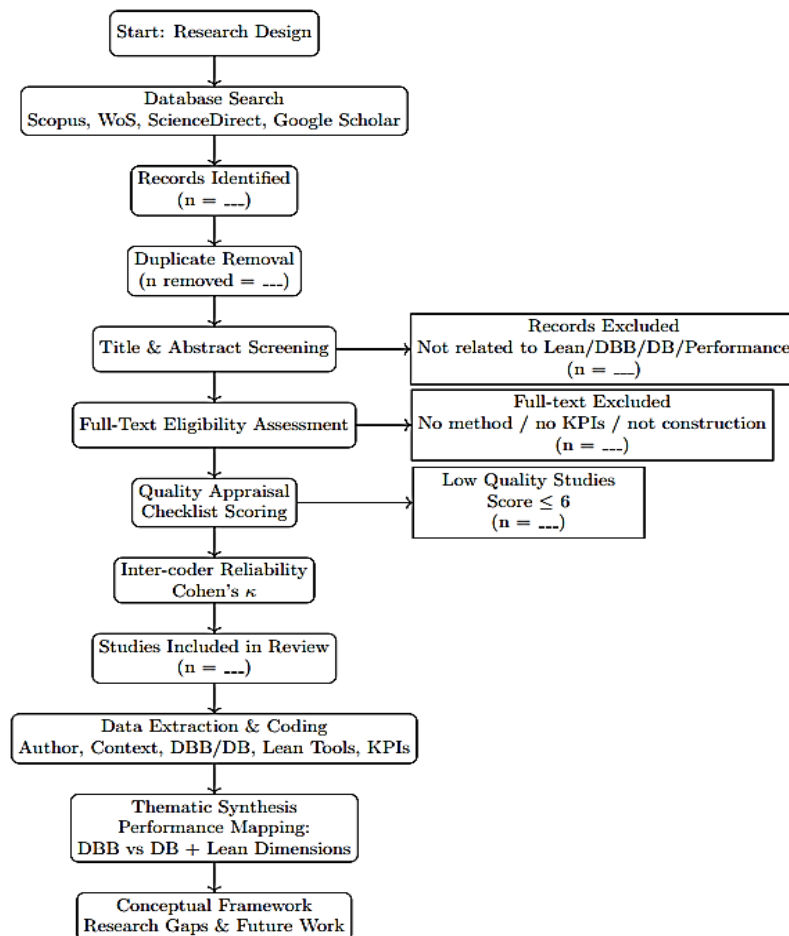 Start: Research Design
Database Search
Scopus, WoS, ScienceDirect, Google Scholar
Records Identified
(n = ___)
Duplicate Removal
(n removed = ___)
Title & Abstract Screening
Records Excluded
Not related to Lean/DBB/DB/Performance
(n = ___)
Full-Text Eligibility Assessment
Full-text Excluded
No method / no KPIs / not construction
(n = ___)
Quality Appraisal
Checklist Scoring
Low Quality Studies
Score ≤ 6
(n = ___)
Inter-coder Reliability
Cohen's κ
Studies Included in Review
(n = ___)
Data Extraction & Coding
Author, Context, DBB/DB, Lean Tools, KPIs
Thematic Synthesis
Performance Mapping:
DBB vs DB + Lean Dimensions
Conceptual Framework
Research Gaps & Future Work